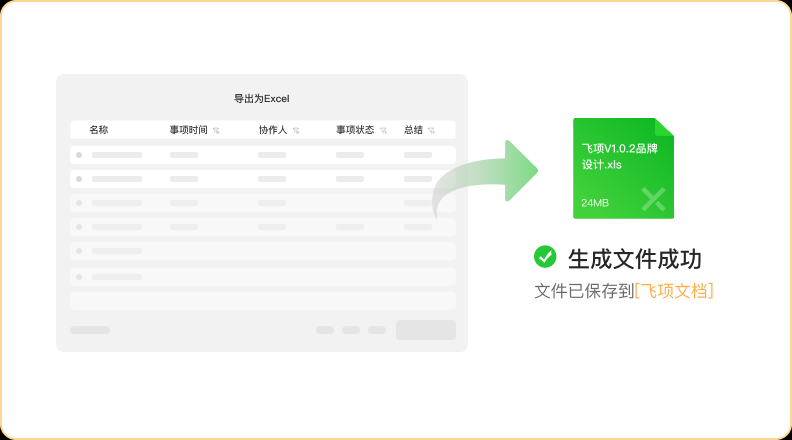 导出为Excel
名称 事项时间 协作人 事项状态 总结
飞项V1.0.2品牌
设计.xls
24MB
生成文件成功
文件已保存到[飞项文档]